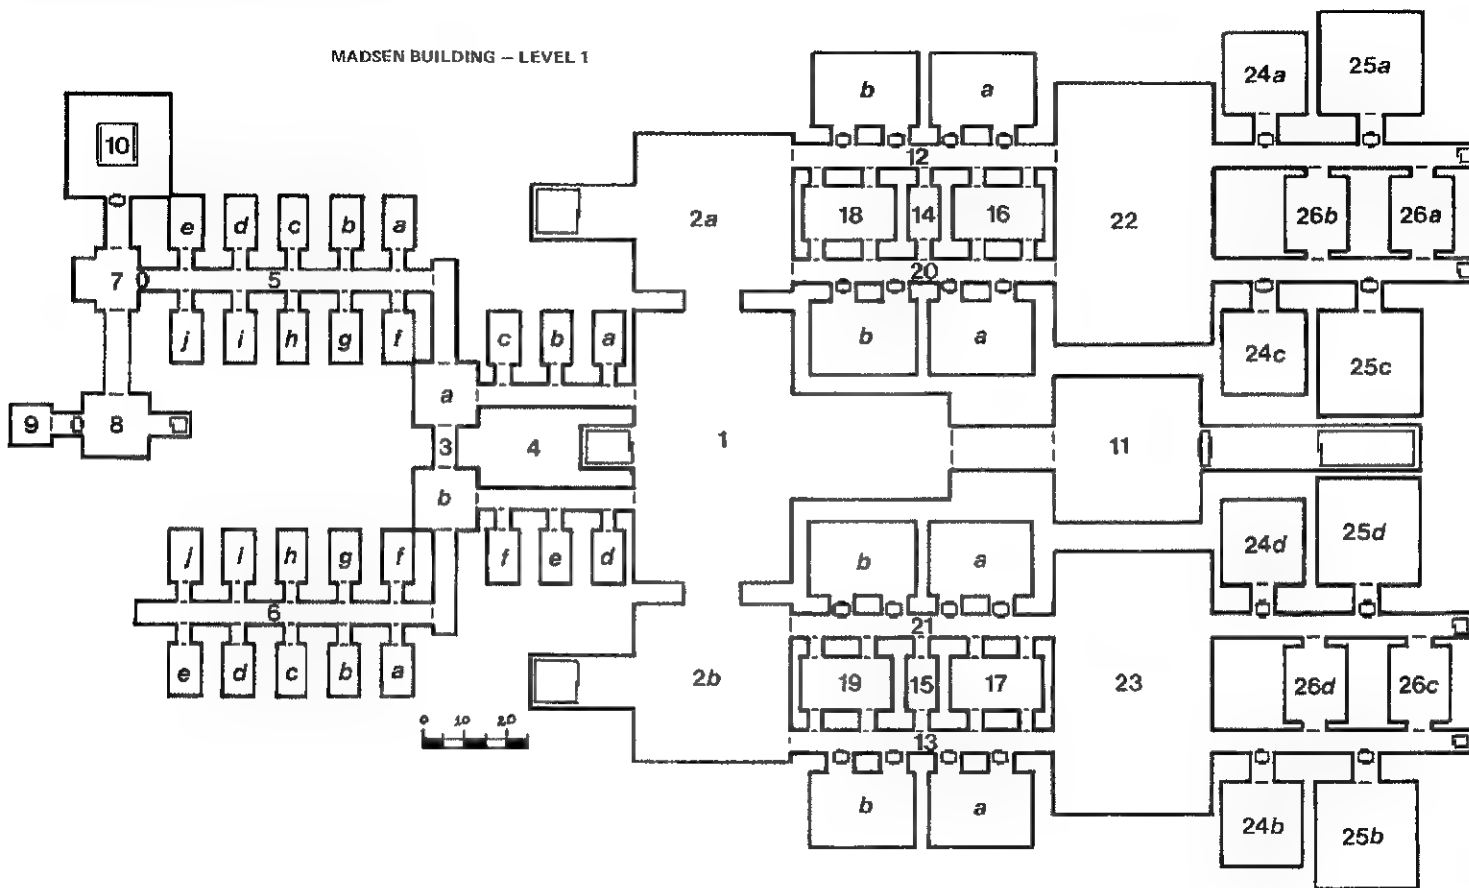 MADSEN BUILDING – LEVEL 1
24a 25a
b a
10
12
e d c b a 2a 18 14 16 22 26b 26a
7 5 20
j i h g f c b a b a 24c 25c
a
9 8 3 4 1 11
b
j i h g f f e d b a 24d 25d
6 21
e d c b a 2b 19 15 17 23 26d 26c
0 10 20
13
b a 24b 25b